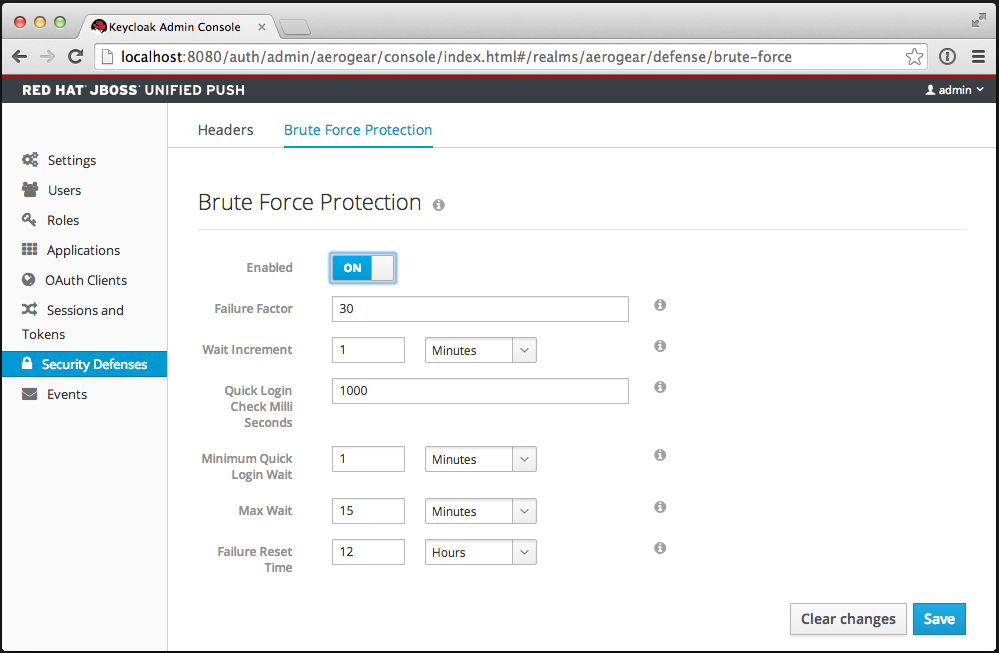 Keycloak Admin Console
localhost:8080/auth/admin/aerogear/console/index.html#/realms/aerogear/defense/brute-force
RED HAT® JBOSS® UNIFIED PUSH
admin
Settings
Users
Roles
Applications
OAuth Clients
Sessions and
Tokens
Security Defenses
Events
Headers
Brute Force Protection
Brute Force Protection
Enabled
ON
Failure Factor
30
Wait Increment
1
Minutes
Quick Login
Check Milli
Seconds
1000
Minimum Quick
Login Wait
1
Minutes
Max Wait
15
Minutes
Failure Reset
Time
12
Hours
Clear changes
Save